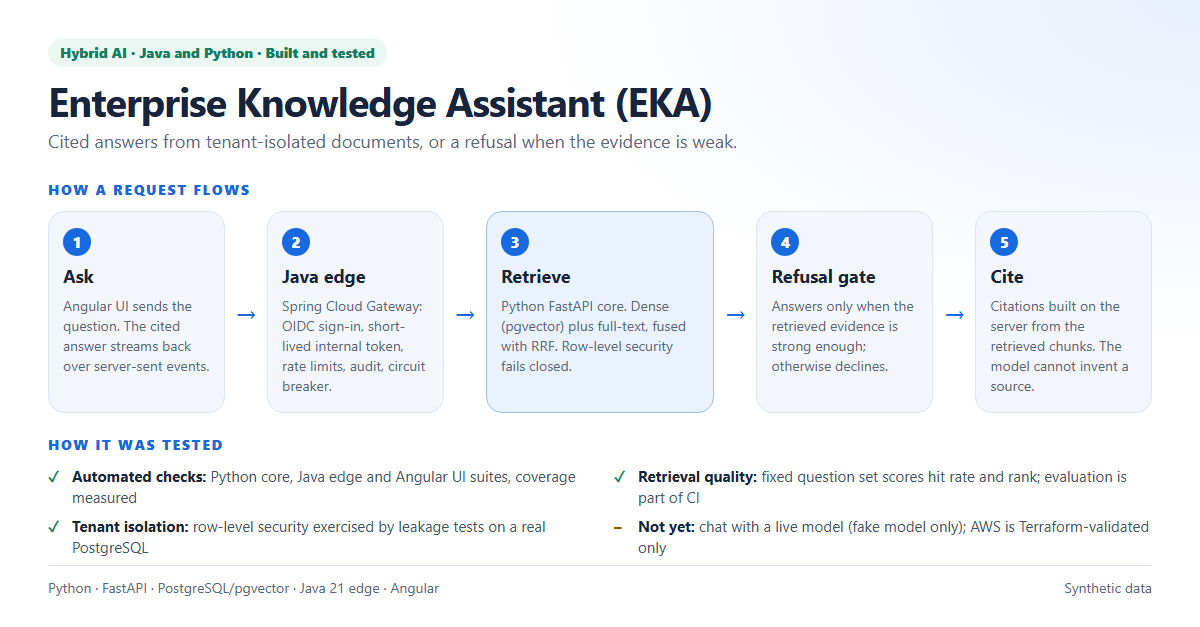 Hybrid AI · Java and Python · Built and tested
Enterprise Knowledge Assistant (EKA)
Cited answers from tenant-isolated documents, or a refusal when the evidence is weak.
HOW A REQUEST FLOWS
1
Ask
Angular UI sends the
question. The cited
answer streams back
over server-sent events.
→
2
Java edge
Spring Cloud Gateway:
OIDC sign-in, short-
lived internal token,
rate limits, audit, circuit
breaker.
→
3
Retrieve
Python FastAPI core. Dense
(pgvector) plus full-text, fused
with RRF. Row-level security
fails closed.
→
4
Refusal gate
Answers only when the
retrieved evidence is
strong enough;
otherwise declines.
→
5
Cite
Citations built on the
server from the
retrieved chunks. The
model cannot invent a
source.
HOW IT WAS TESTED
✓ Automated checks: Python core, Java edge and Angular UI suites, coverage
measured
✓ Retrieval quality: fixed question set scores hit rate and rank; evaluation is
part of CI
✓ Tenant isolation: row-level security exercised by leakage tests on a real
PostgreSQL
– Not yet: chat with a live model (fake model only); AWS is Terraform-validated
only
Python · FastAPI · PostgreSQL/pgvector · Java 21 edge · Angular
Synthetic data